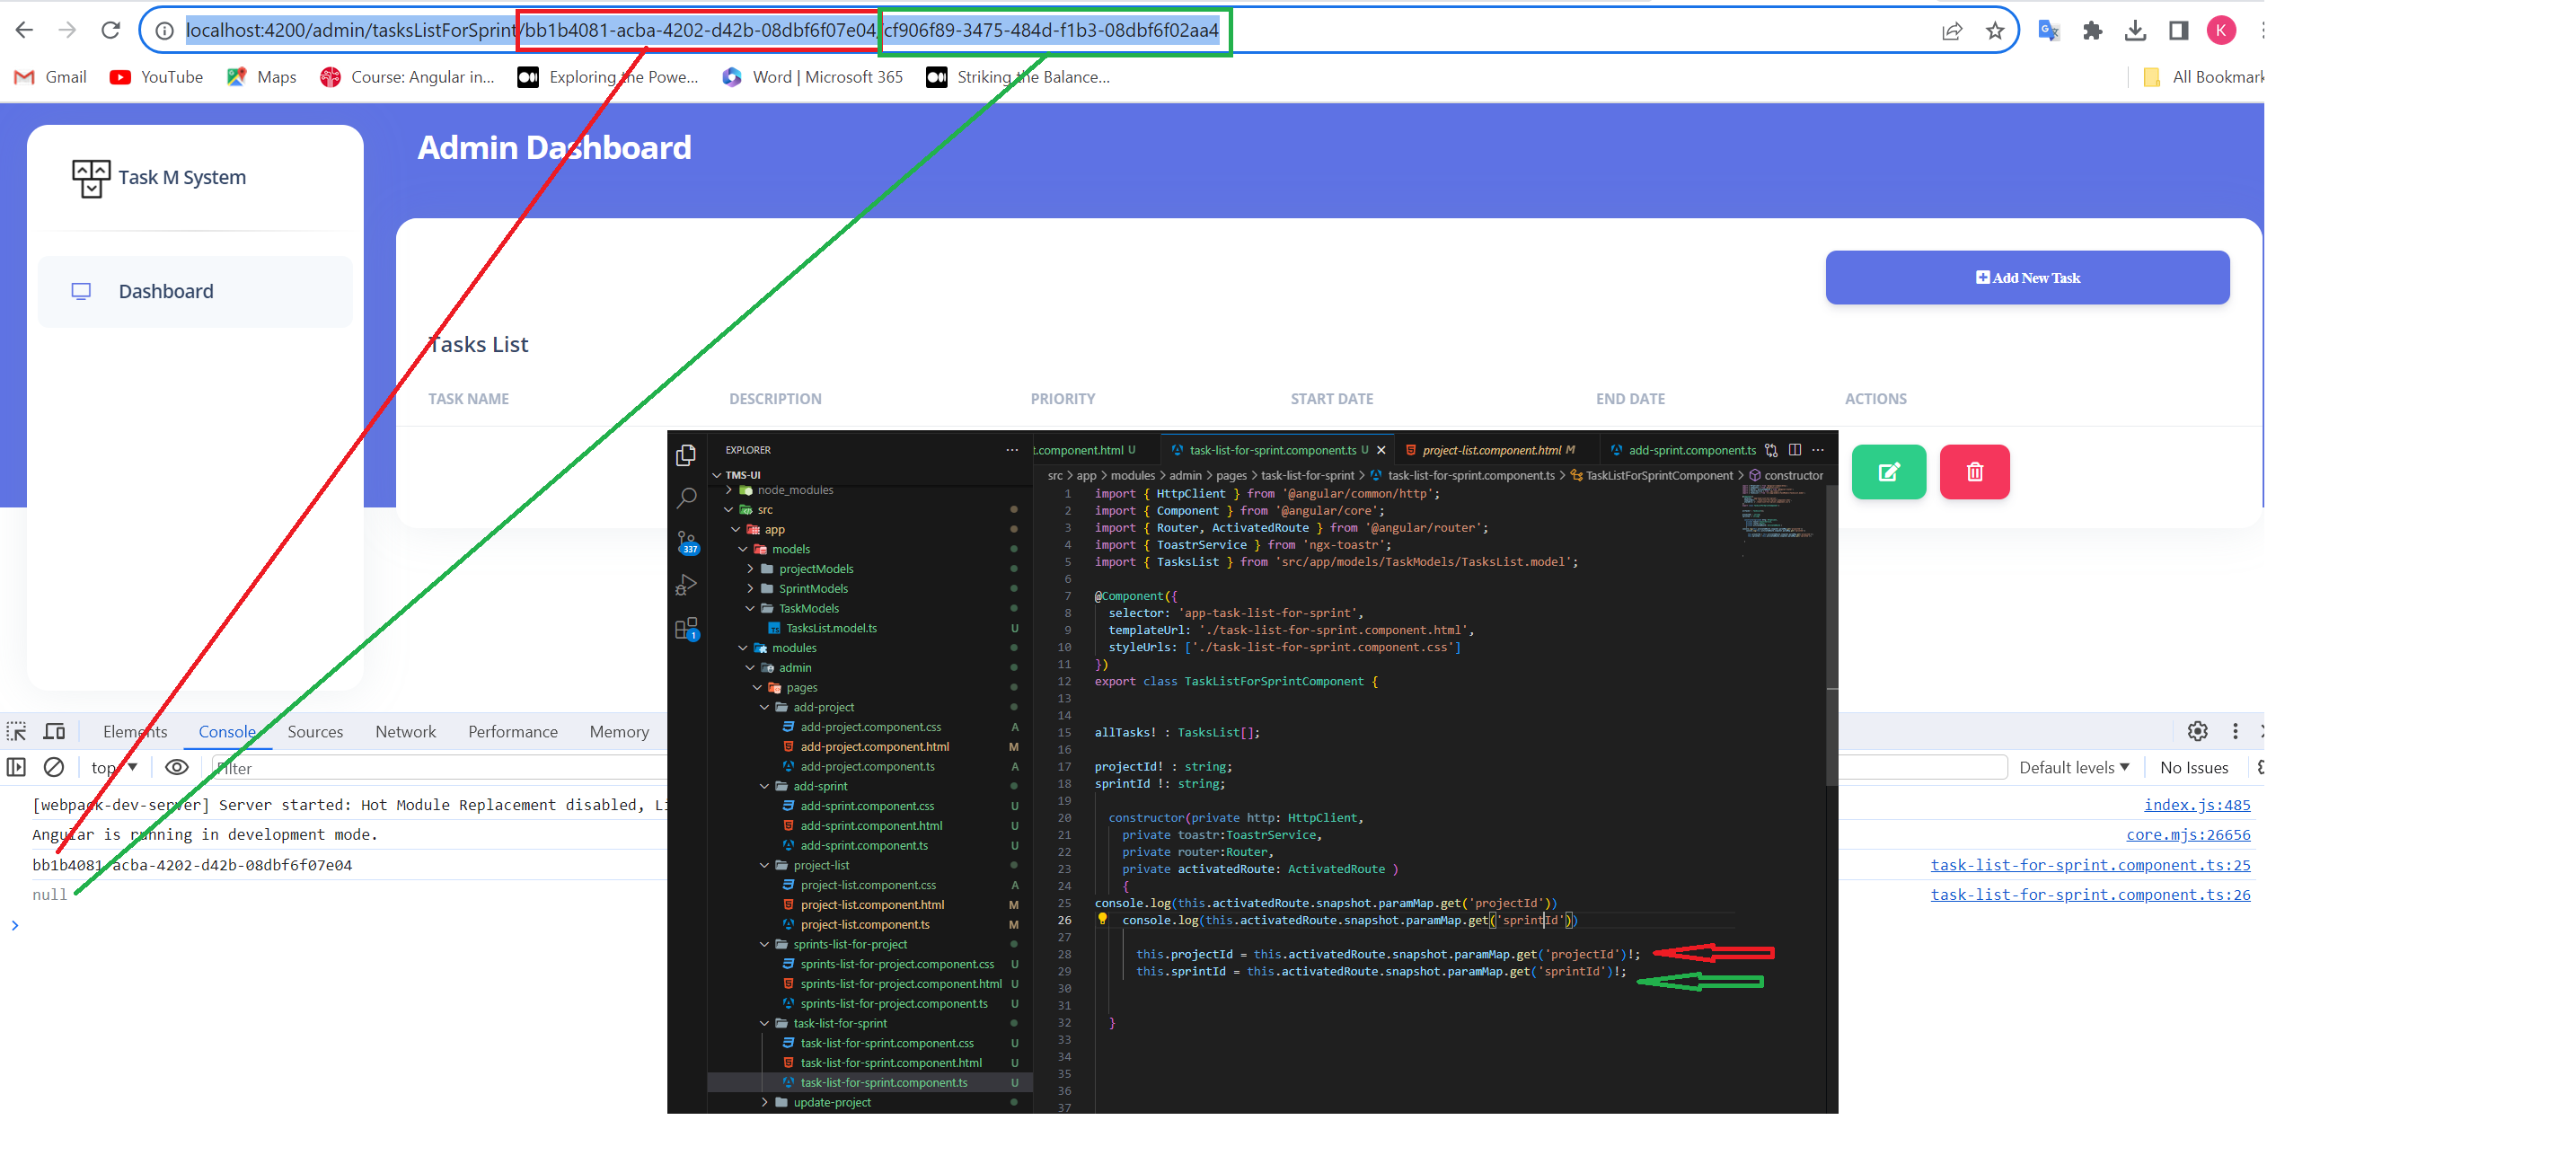 localhost:4200/admin/tasksListForSprint/bb1b4081-acba-4202-d42b-08dbf6f07e04/cf906f89-3475-484d-f1b3-08dbf6f02aa4
K
Gmail YouTube Maps Course: Angular in... Exploring the Powe... Word | Microsoft 365 Striking the Balance... All Bookmark
Task M System
Dashboard
Admin Dashboard
Add New Task
Tasks List
TASK NAME DESCRIPTION PRIORITY START DATE END DATE ACTIONS
Elements Console Sources Network Performance Memory
top Filter Default levels No Issues
[webpack-dev-server] Server started: Hot Module Replacement disabled, Li index.js:485
Angular is running in development mode. core.mjs:26656
bb1b4081-acba-4202-d42b-08dbf6f07e04 task-list-for-sprint.component.ts:25
null task-list-for-sprint.component.ts:26
337
1
EXPLORER ...
TMS-UI
node_modules
src
app
models
projectModels
SprintModels
TaskModels
TasksList.model.ts U
modules
admin
pages
add-project
add-project.component.css A
add-project.component.html M
add-project.component.ts A
add-sprint
add-sprint.component.css U
add-sprint.component.html U
add-sprint.component.ts U
project-list
project-list.component.css A
project-list.component.html M
project-list.component.ts M
sprints-list-for-project
sprints-list-for-project.component.css U
sprints-list-for-project.component.html U
sprints-list-for-project.component.ts U
task-list-for-sprint
task-list-for-sprint.component.css U
task-list-for-sprint.component.html U
task-list-for-sprint.component.ts U
update-project
t.component.html U task-list-for-sprint.component.ts U project-list.component.html M add-sprint.component.ts ...
src > app > modules > admin > pages > task-list-for-sprint > task-list-for-sprint.component.ts > TaskListForSprintComponent > constructor
1 import { HttpClient } from '@angular/common/http';
2 import { Component } from '@angular/core';
3 import { Router, ActivatedRoute } from '@angular/router';
4 import { ToastrService } from 'ngx-toastr';
5 import { TasksList } from 'src/app/models/TaskModels/TasksList.model';
6
7 @Component({
8 selector: 'app-task-list-for-sprint',
9 templateUrl: './task-list-for-sprint.component.html',
10 styleUrls: ['./task-list-for-sprint.component.css']
11 })
12 export class TaskListForSprintComponent {
13
14
15 allTasks! : TasksList[];
16
17 projectId! : string;
18 sprintId !: string;
19
20 constructor(private http: HttpClient,
21 private toastr:ToastrService,
22 private router:Router,
23 private activatedRoute: ActivatedRoute )
24 {
25 console.log(this.activatedRoute.snapshot.paramMap.get('projectId'))
26 console.log(this.activatedRoute.snapshot.paramMap.get('sprintId'))
27
28 this.projectId = this.activatedRoute.snapshot.paramMap.get('projectId')!;
29 this.sprintId = this.activatedRoute.snapshot.paramMap.get('sprintId')!;
30
31
32 }
33
34
35
36
37